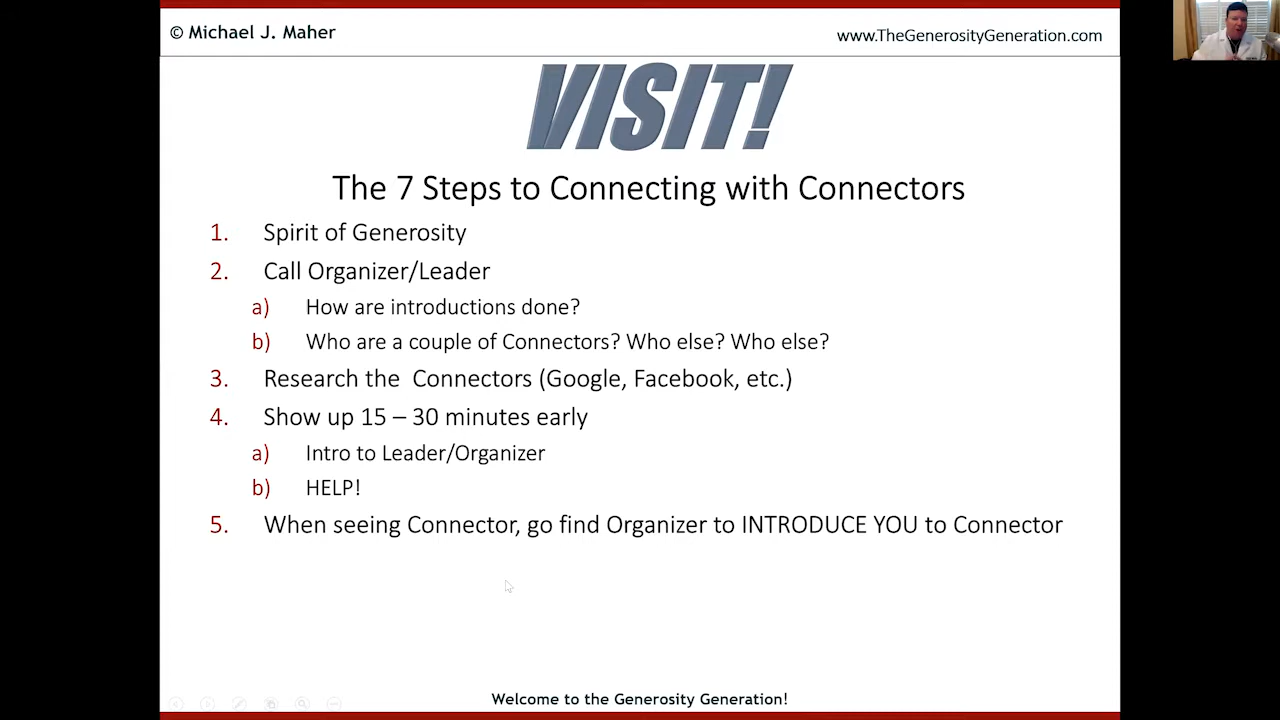 © Michael J. Maher
www.TheGenerosityGeneration.com
VISIT!
The 7 Steps to Connecting with Connectors
1. Spirit of Generosity
2. Call Organizer/Leader
a) How are introductions done?
b) Who are a couple of Connectors? Who else? Who else?
3. Research the  Connectors (Google, Facebook, etc.)
4. Show up 15 – 30 minutes early
a) Intro to Leader/Organizer
b) HELP!
5. When seeing Connector, go find Organizer to INTRODUCE YOU to Connector
Welcome to the Generosity Generation!